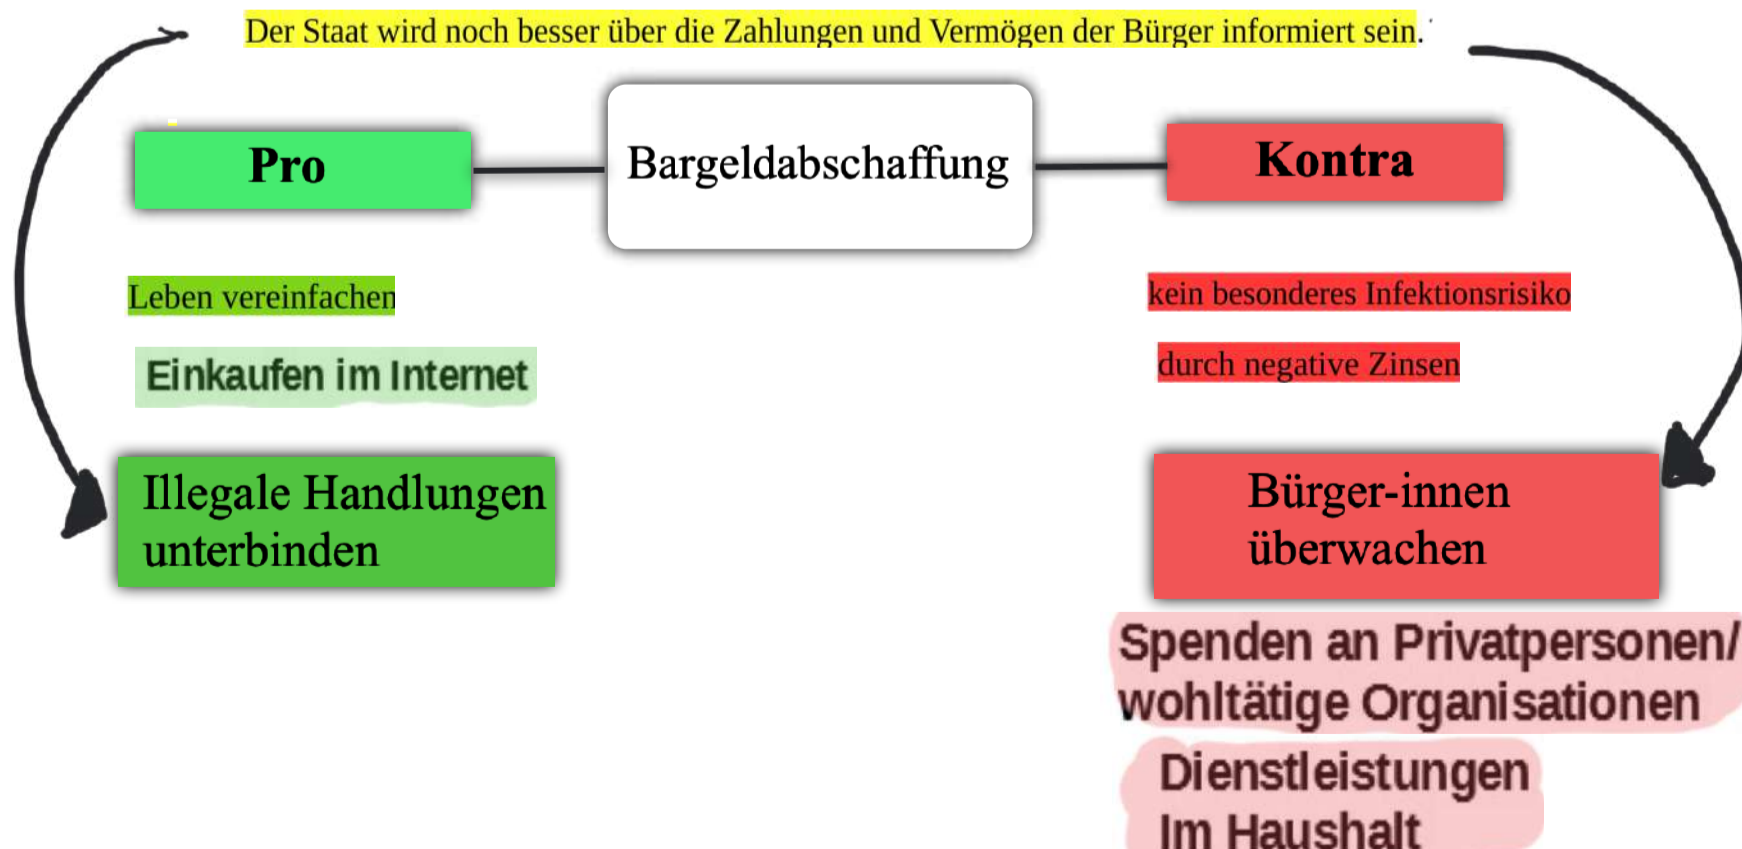 Der Staat wird noch besser über die Zahlungen und Vermögen der Bürger informiert sein.
Pro
Bargeldabschaffung
Kontra
Leben vereinfachen
Einkaufen im Internet
Illegale Handlungen
unterbinden
kein besonderes Infektionsrisiko
durch negative Zinsen
Bürger-innen
überwachen
Spenden an Privatpersonen/
wohltätige Organisationen
Dienstleistungen
Im Haushalt